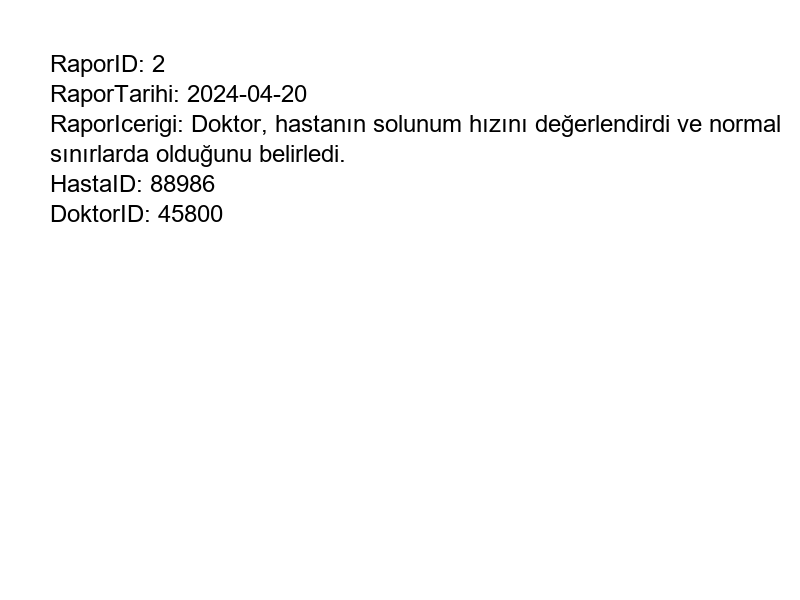 RaporID: 2
RaporTarihi: 2024-04-20
RaporIcerigi: Doktor, hastanın solunum hızını değerlendirdi ve normal
sınırlarda olduğunu belirledi.
HastaID: 88986
DoktorID: 45800